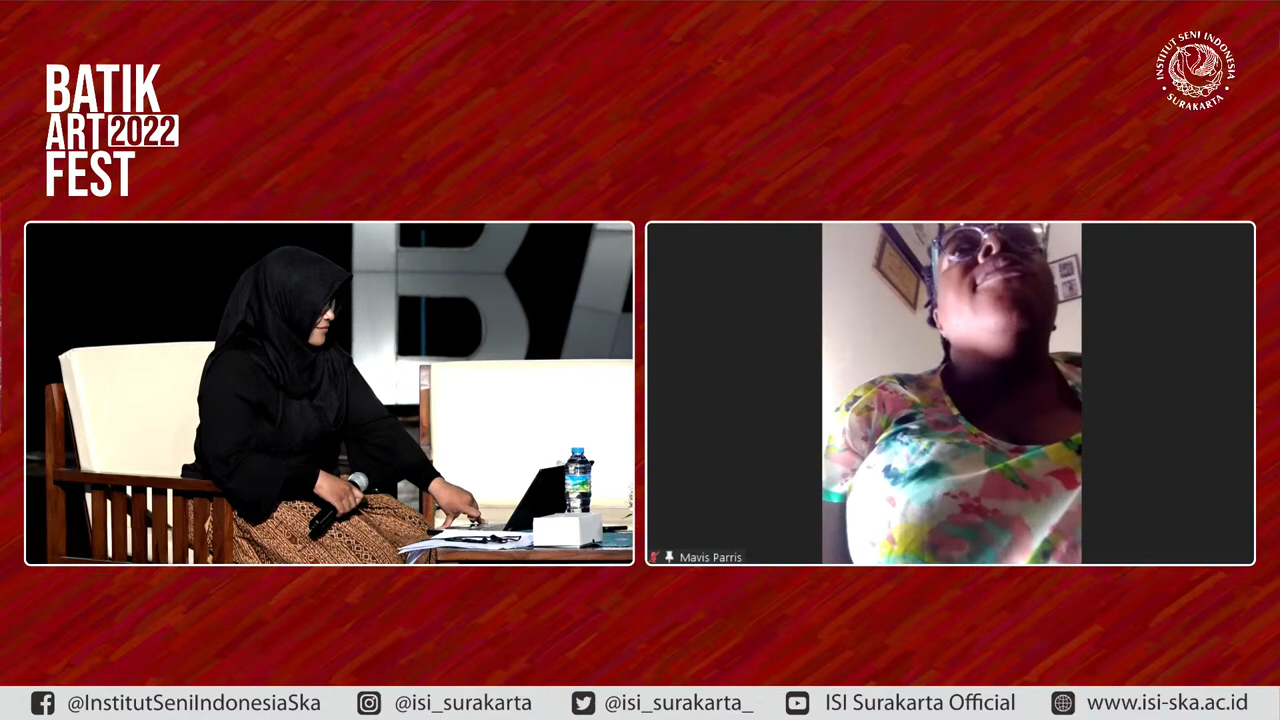 BATIK
ART 2022
FEST
INSTITUT SENI INDONESIA
• SURAKARTA •
BA
Mavis Parris
@InstitutSeniIndonesiaSka
@isi_surakarta
@isi_surakarta_
ISI Surakarta Official
www.isi-ska.ac.id